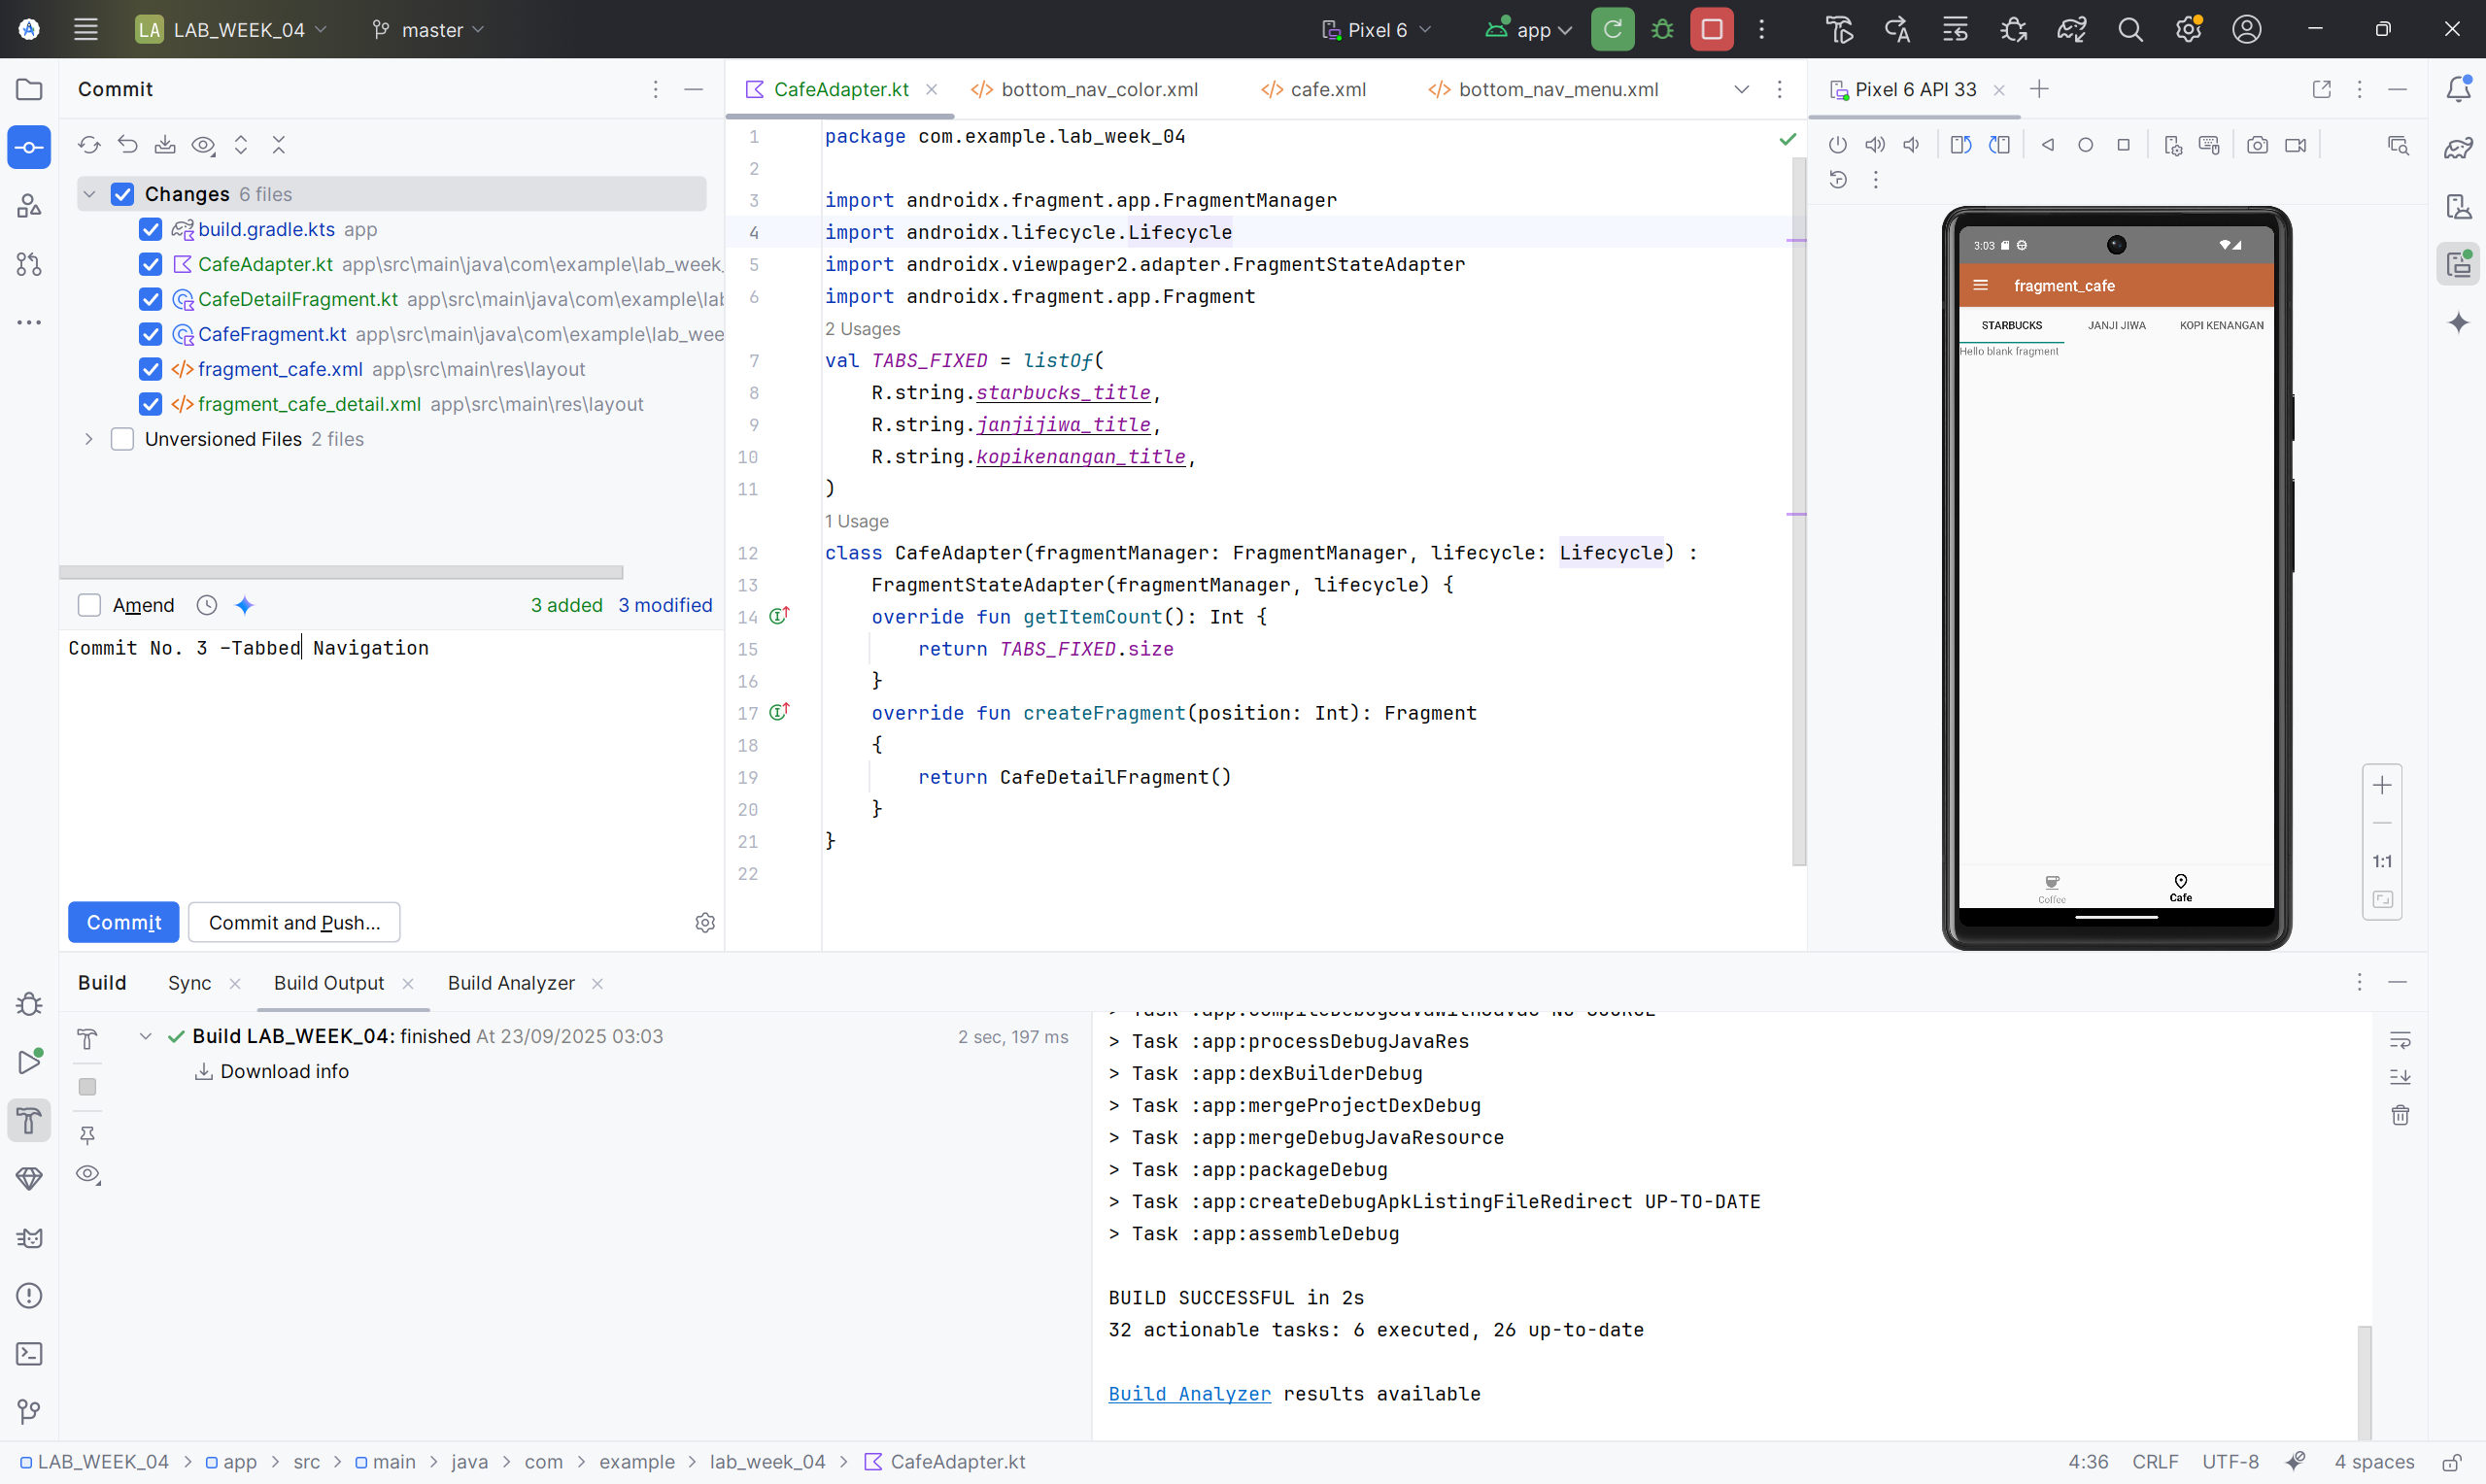 LA LAB_WEEK_04 master Pixel 6 app
Commit
Changes 6 files
build.gradle.kts app
CafeAdapter.kt app\src\main\java\com\example\lab_week_
CafeDetailFragment.kt app\src\main\java\com\example\la
CafeFragment.kt app\src\main\java\com\example\lab_wee
fragment_cafe.xml app\src\main\res\layout
fragment_cafe_detail.xml app\src\main\res\layout
Unversioned Files 2 files
Amend 3 added 3 modified
Commit No. 3 -Tabbed Navigation
Commit Commit and Push...
CafeAdapter.kt bottom_nav_color.xml cafe.xml bottom_nav_menu.xml
1 package com.example.lab_week_04
2
3 import androidx.fragment.app.FragmentManager
4 import androidx.lifecycle.Lifecycle
5 import androidx.viewpager2.adapter.FragmentStateAdapter
6 import androidx.fragment.app.Fragment
2 Usages
7 val TABS_FIXED = listOf(
8 R.string.starbucks_title,
9 R.string.janjijiwa_title,
10 R.string.kopikenangan_title,
11 )
1 Usage
12 class CafeAdapter(fragmentManager: FragmentManager, lifecycle: Lifecycle) :
13 FragmentStateAdapter(fragmentManager, lifecycle) {
14 override fun getItemCount(): Int {
15 return TABS_FIXED.size
16 }
17 override fun createFragment(position: Int): Fragment
18 {
19 return CafeDetailFragment()
20 }
21 }
22
Pixel 6 API 33
3:03
fragment_cafe
STARBUCKS JANJI JIWA KOPI KENANGAN
Hello blank fragment
Coffee Cafe
1:1
Build Sync Build Output Build Analyzer
Build LAB_WEEK_04: finished At 23/09/2025 03:03 2 sec, 197 ms
Download info
> Task :app:compileDebugJavaWithJavac NO-SOURCE
> Task :app:processDebugJavaRes
> Task :app:dexBuilderDebug
> Task :app:mergeProjectDexDebug
> Task :app:mergeDebugJavaResource
> Task :app:packageDebug
> Task :app:createDebugApkListingFileRedirect UP-TO-DATE
> Task :app:assembleDebug
BUILD SUCCESSFUL in 2s
32 actionable tasks: 6 executed, 26 up-to-date
Build Analyzer results available
LAB_WEEK_04 > app > src > main > java > com > example > lab_week_04 > CafeAdapter.kt 4:36 CRLF UTF-8 4 spaces